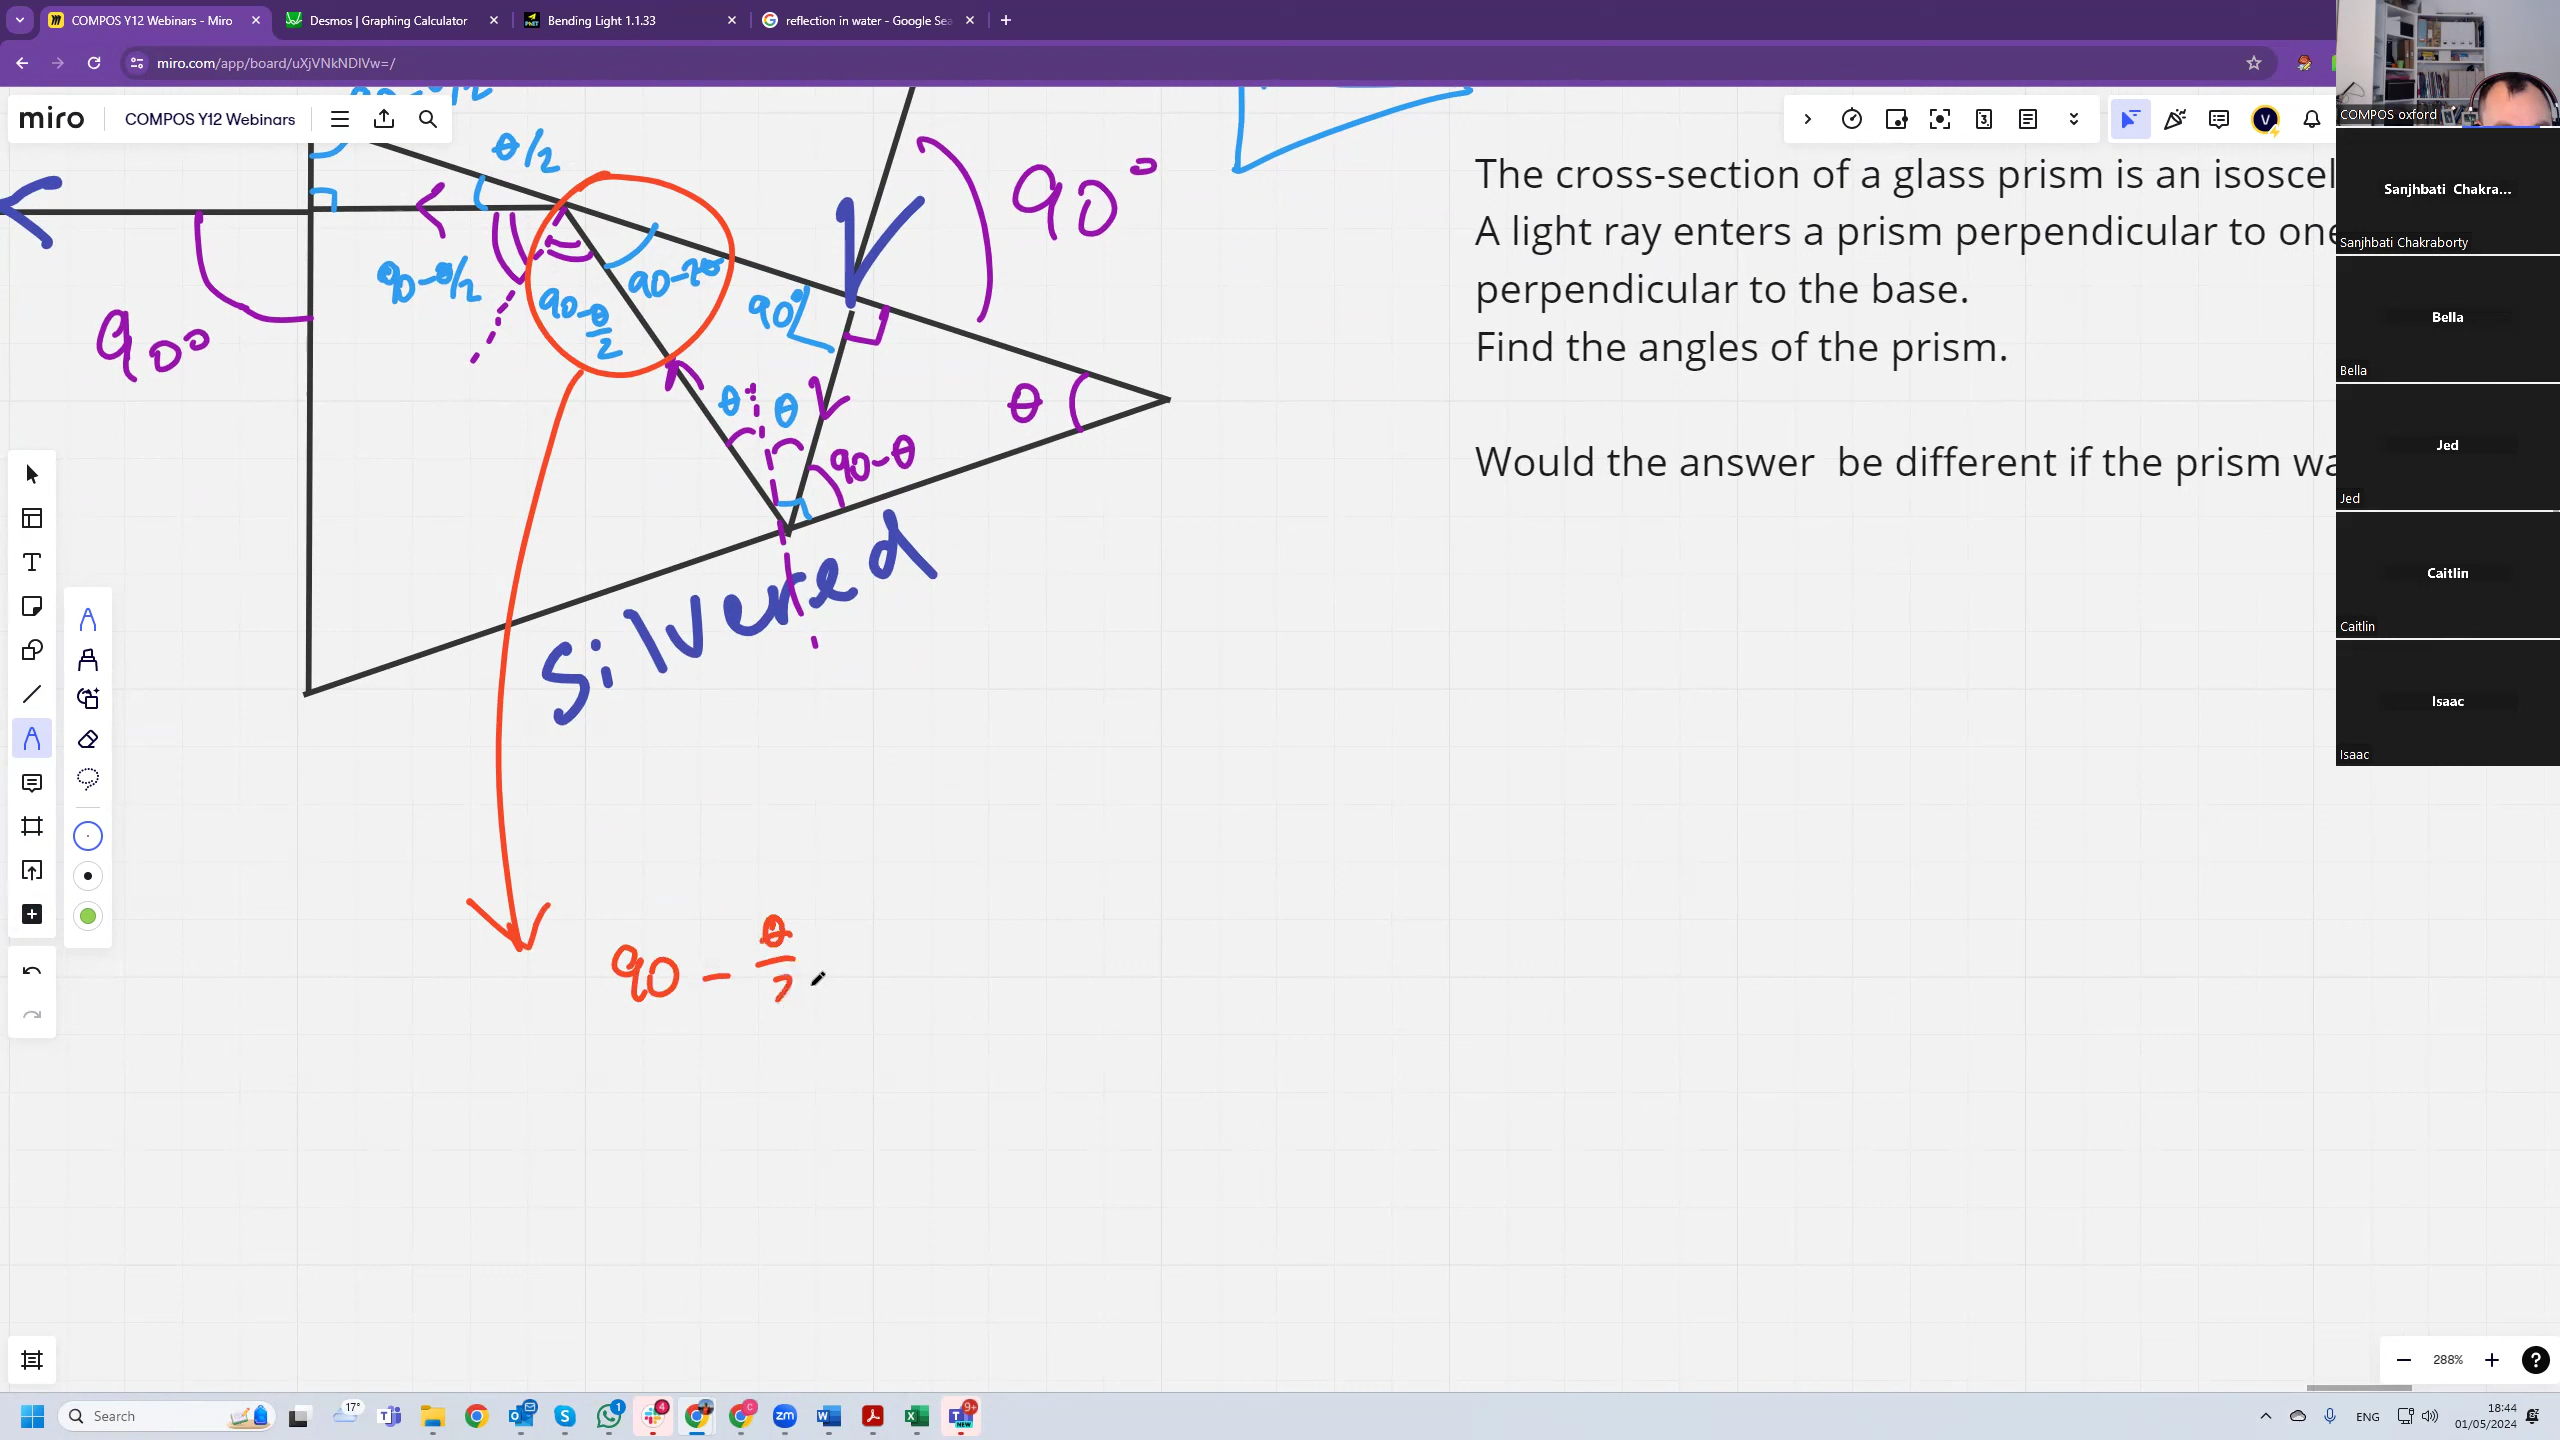 COMPOS Y12 Webinars - Miro
Desmos | Graphing Calculator
Bending Light 1.1.33
reflection in water - Google Sea
miro.com/app/board/uXjVNkNDIVw=/
miro
COMPOS Y12 Webinars
V
COMPOS oxford
Sanjhbati Chakra...
Sanjhbati Chakraborty
Bella
Bella
Jed
Jed
Caitlin
Caitlin
Isaac
Isaac
The cross-section of a glass prism is an isoscel
A light ray enters a prism perpendicular to one
perpendicular to the base.
Find the angles of the prism.
Would the answer be different if the prism wa
θ/2
90°
90-θ/2
90-θ/2
90-2θ
90°
90°
θ
θ
θ
90-θ
Silvered
90 - θ/2
288%
Search
17°
4
1
9+
ENG
18:44
01/05/2024